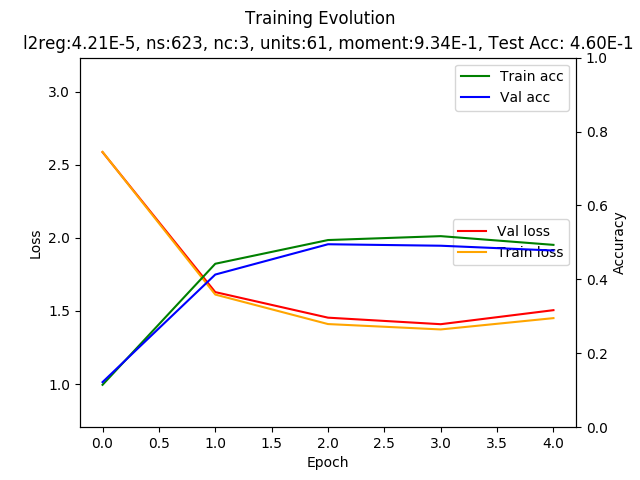 Training Evolution
l2reg:4.21E-5, ns:623, nc:3, units:61, moment:9.34E-1, Test Acc: 4.60E-1
Train acc
Val acc
Val loss
Train loss
3.0
2.5
2.0
1.5
1.0
Loss
1.0
0.8
0.6
0.4
0.2
0.0
Accuracy
0.0 0.5 1.0 1.5 2.0 2.5 3.0 3.5 4.0
Epoch